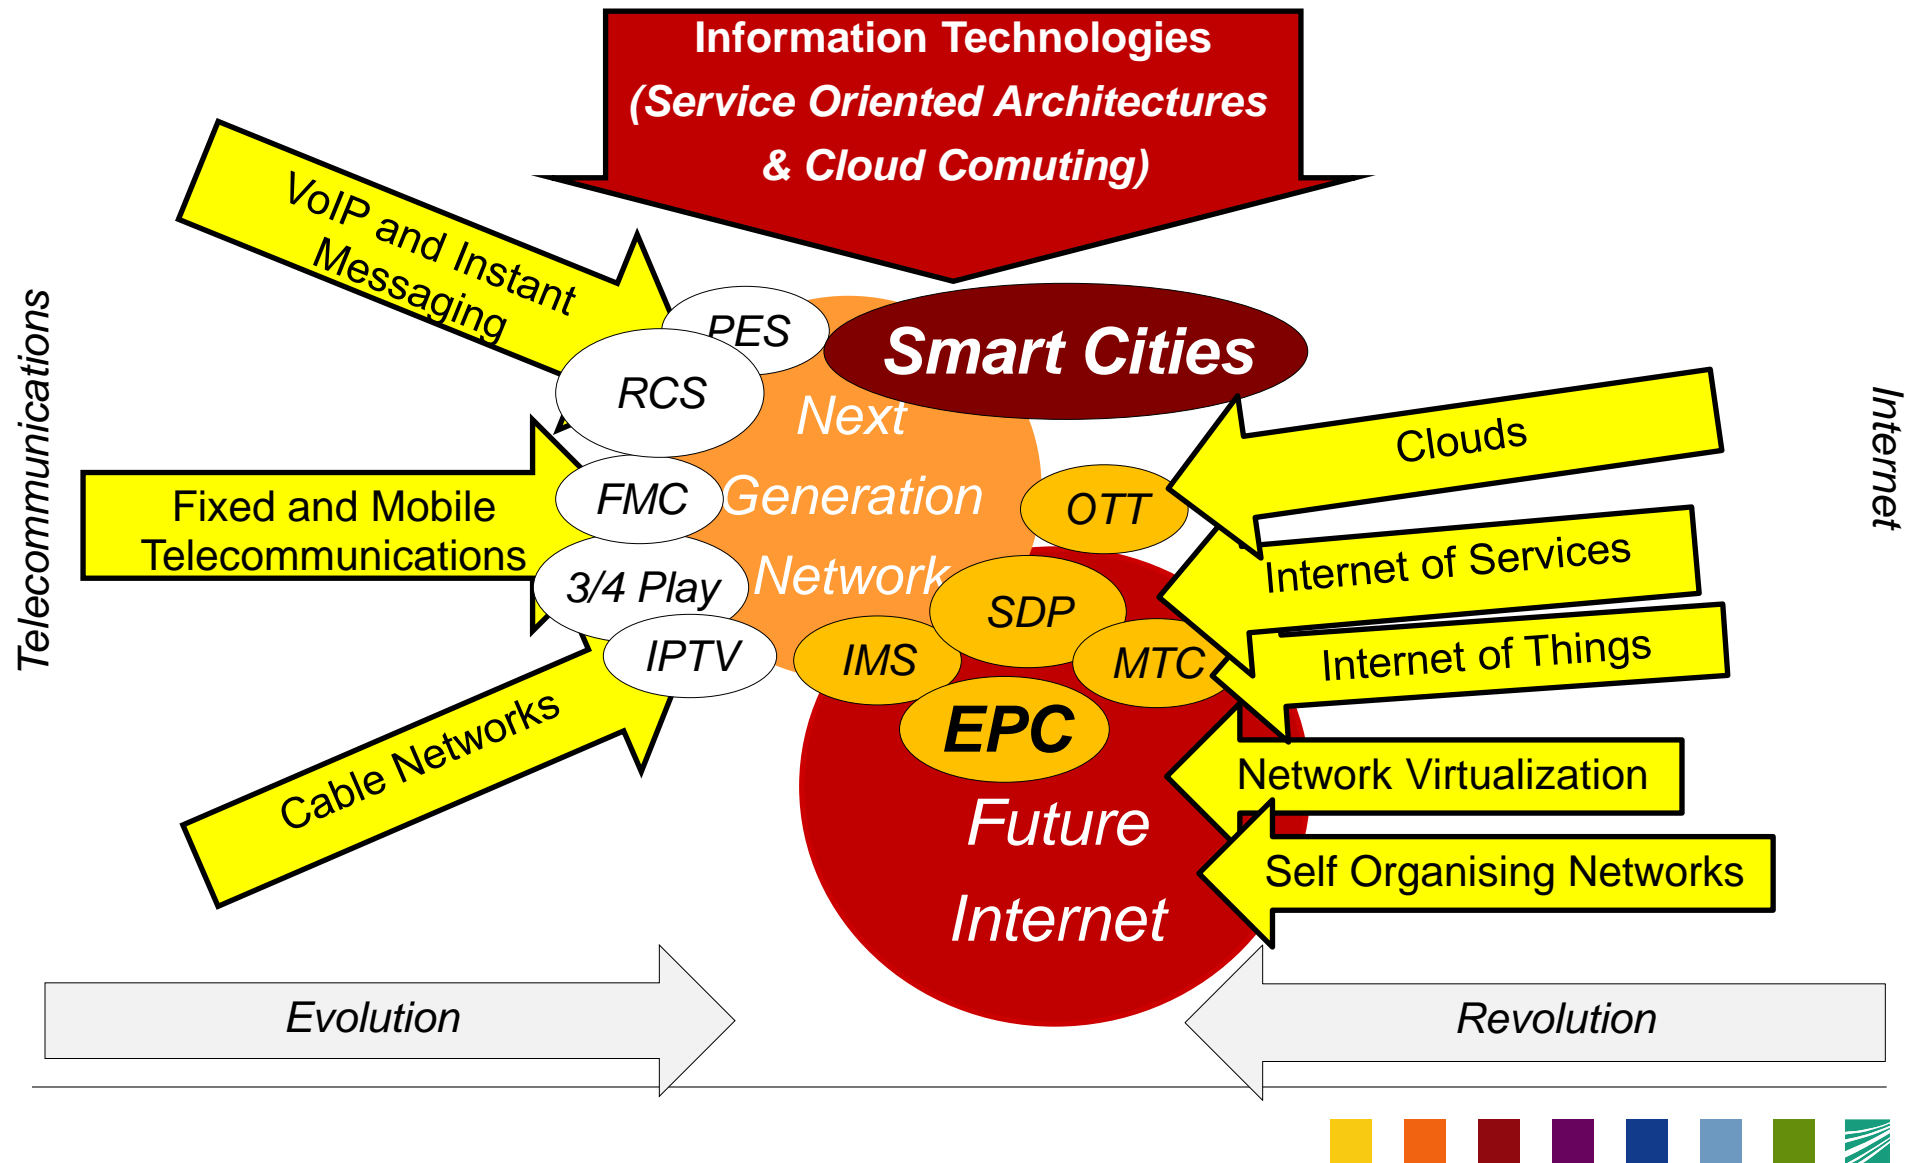 Information Technologies
(Service Oriented Architectures
& Cloud Comuting)
VoIP and Instant
Messaging
Telecommunications
PES
Smart Cities
RCS
Next
Internet
Clouds
Fixed and Mobile
Telecommunications
FMC
Generation
OTT
3/4 Play
Network
SDP
Internet of Services
IPTV
IMS
MTC
Internet of Things
Cable Networks
EPC
Network Virtualization
Future
Self Organising Networks
Internet
Evolution
Revolution